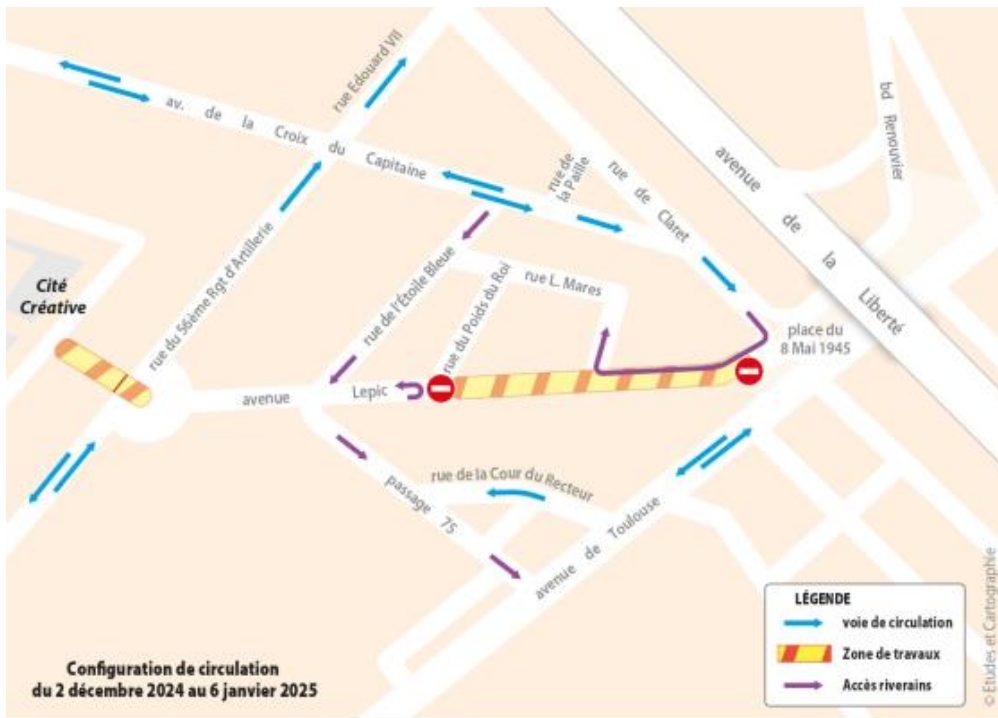 rue Edouard VII
av. de la Croix du Capitaine
rue de
la Paille
rue de Claret
avenue de la Liberté
bd Renouvier
rue du 56ème Rgt d'Artillerie
rue de l'Étoile Bleue
rue du Poids du Roi
rue L. Mares
Cité
Créative
place du
8 Mai 1945
avenue Lepic
passage 75
rue de la Cour du Recteur
avenue de Toulouse
LÉGENDE
voie de circulation
Zone de travaux
Accès riverains
Configuration de circulation
du 2 décembre 2024 au 6 janvier 2025
© Etudes et Cartographie